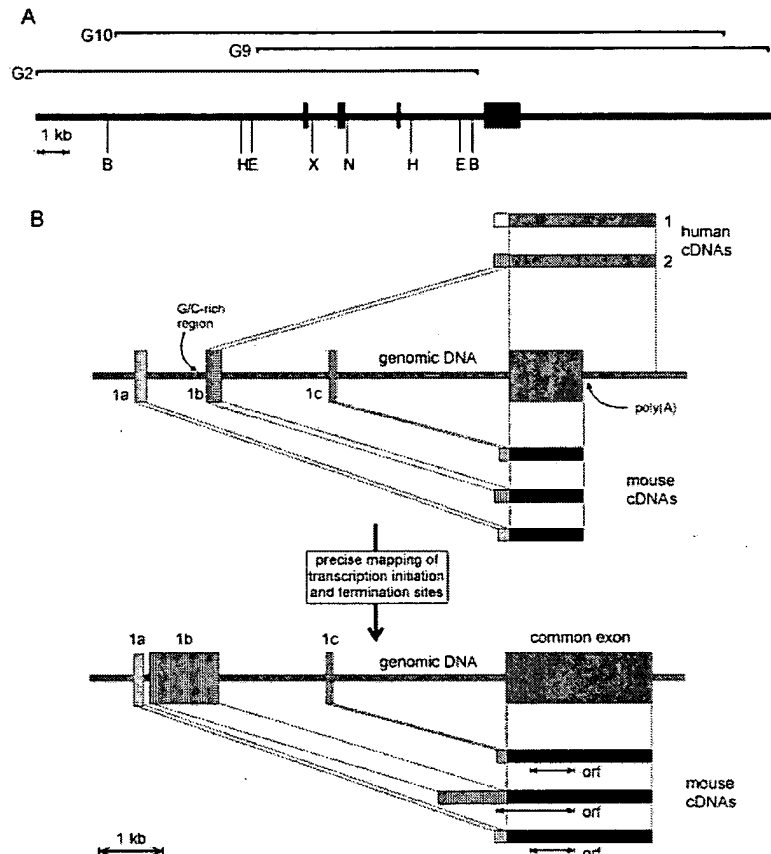 A
G10
G9
G2
1 kb
B H E X N H E B
B
1
human
cDNAs
2
G/C-rich
region
genomic DNA
1a 1b 1c
poly(A)
mouse
cDNAs
precise mapping of
transcription initiation
and termination sites
1a 1b 1c common exon
genomic DNA
orf
mouse
cDNAs
orf
1 kb
orf